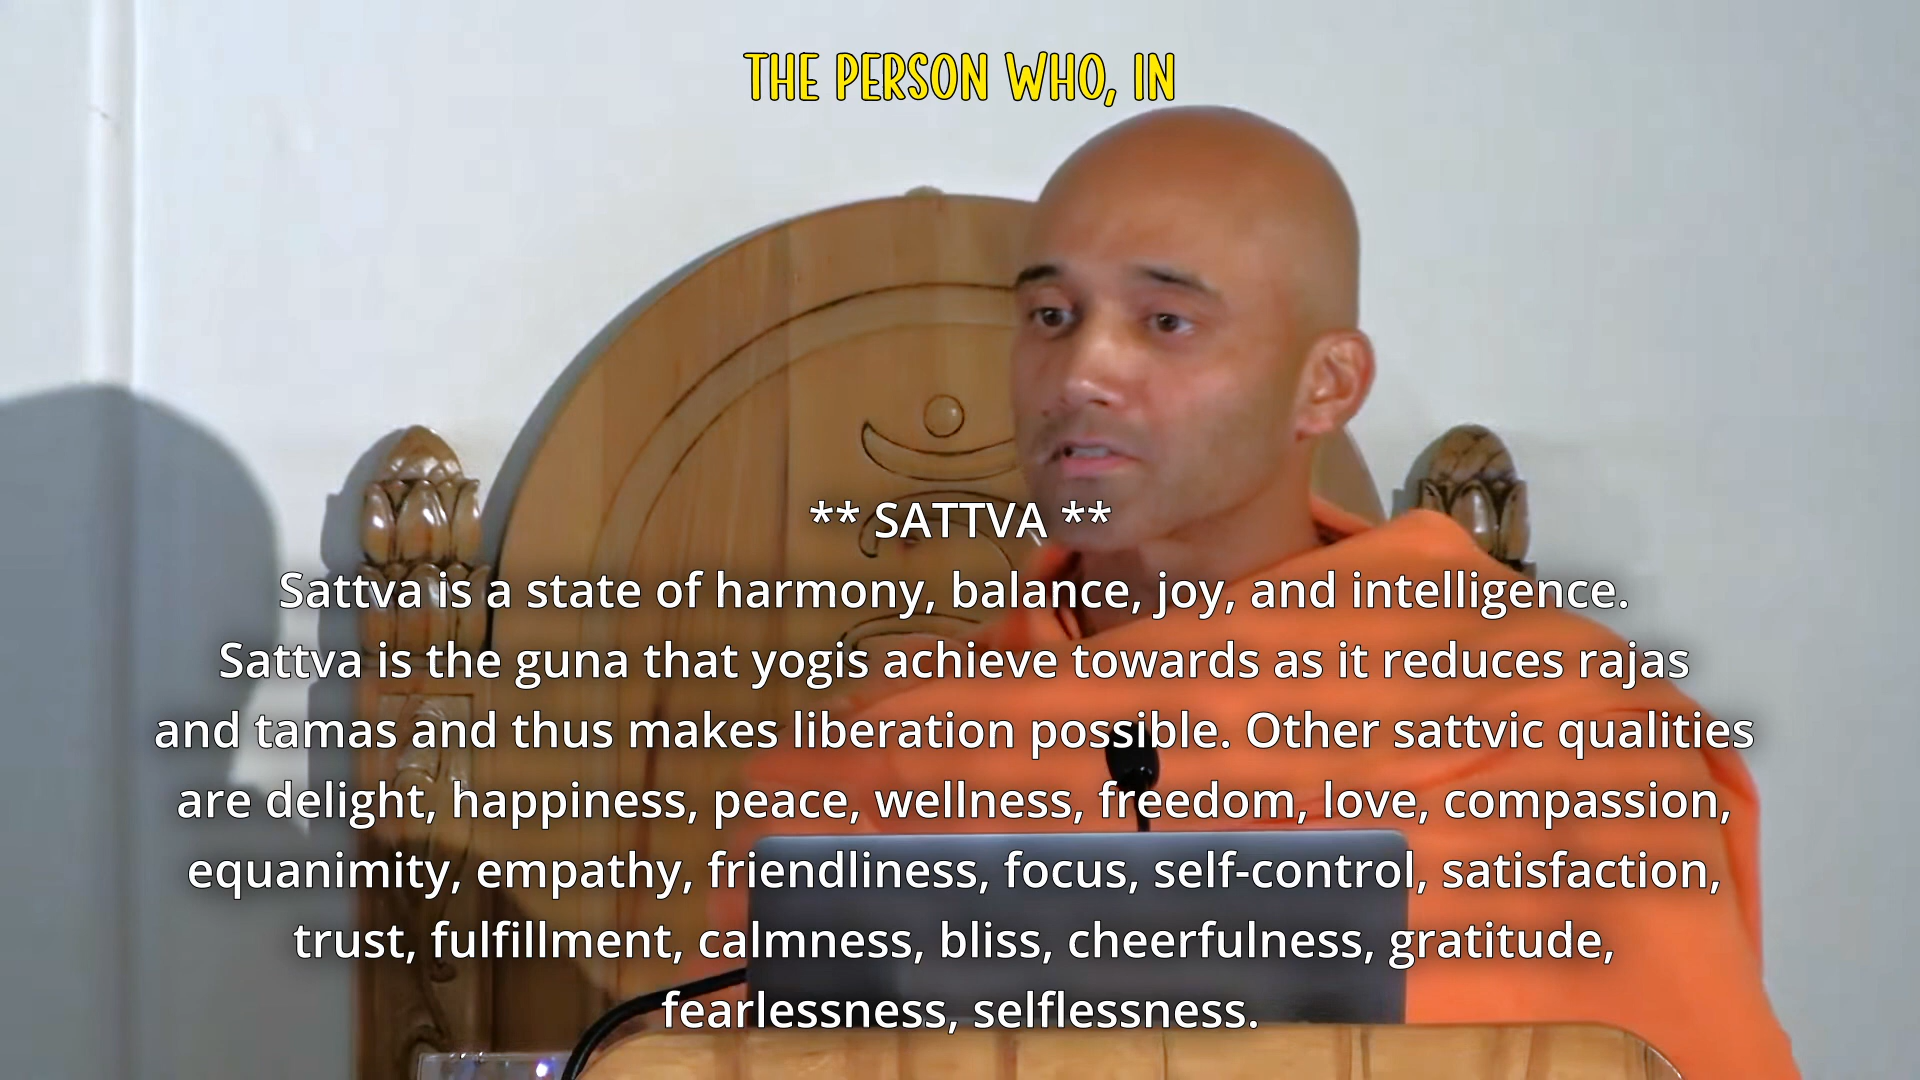 THE PERSON WHO, IN
** SATTVA **
Sattva is a state of harmony, balance, joy, and intelligence.
Sattva is the guna that yogis achieve towards as it reduces rajas
and tamas and thus makes liberation possible. Other sattvic qualities
are delight, happiness, peace, wellness, freedom, love, compassion,
equanimity, empathy, friendliness, focus, self-control, satisfaction,
trust, fulfillment, calmness, bliss, cheerfulness, gratitude,
fearlessness, selflessness.